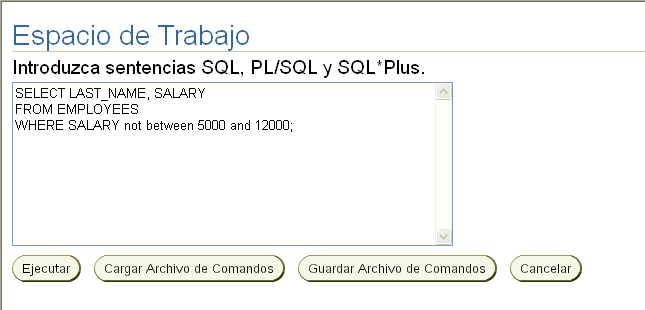 Espacio de Trabajo
Introduzca sentencias SQL, PL/SQL y SQL*Plus.
SELECT LAST_NAME, SALARY
FROM EMPLOYEES
WHERE SALARY not between 5000 and 12000;
Ejecutar Cargar Archivo de Comandos Guardar Archivo de Comandos Cancelar